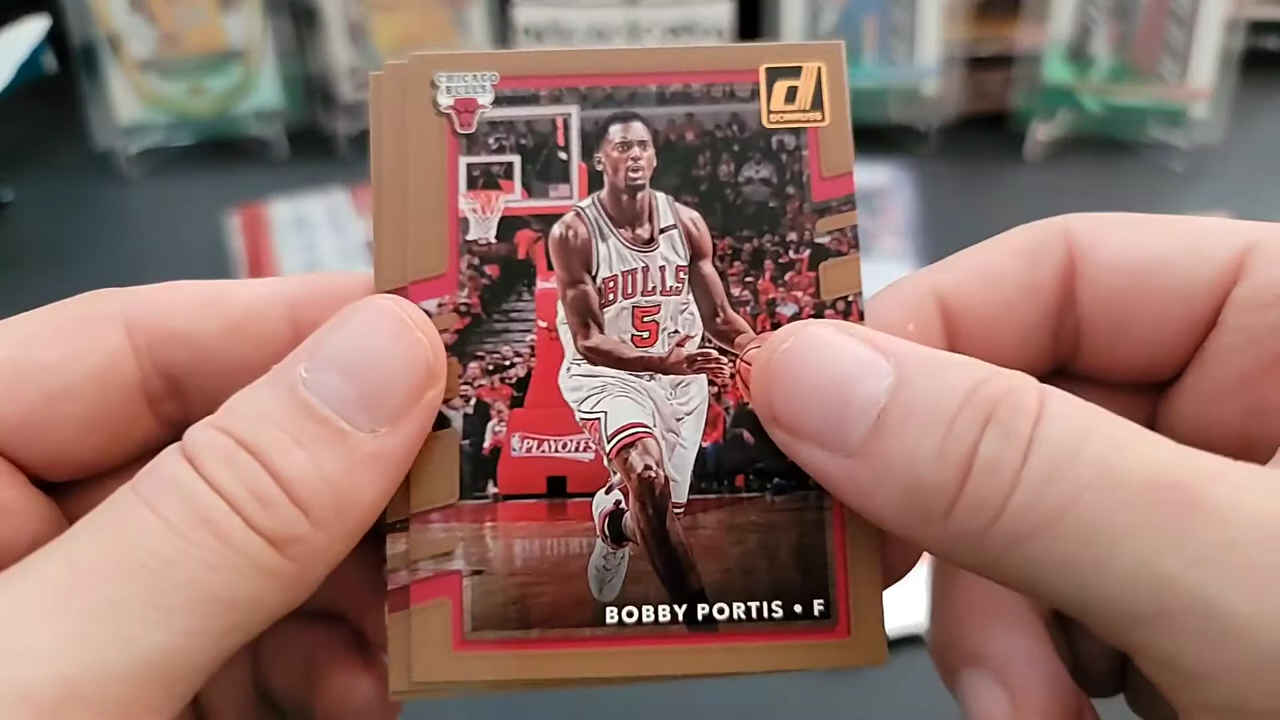 CHICAGO
BULLS
DONRUSS
BULLS
5
PLAYOFFS
BOBBY PORTIS • F